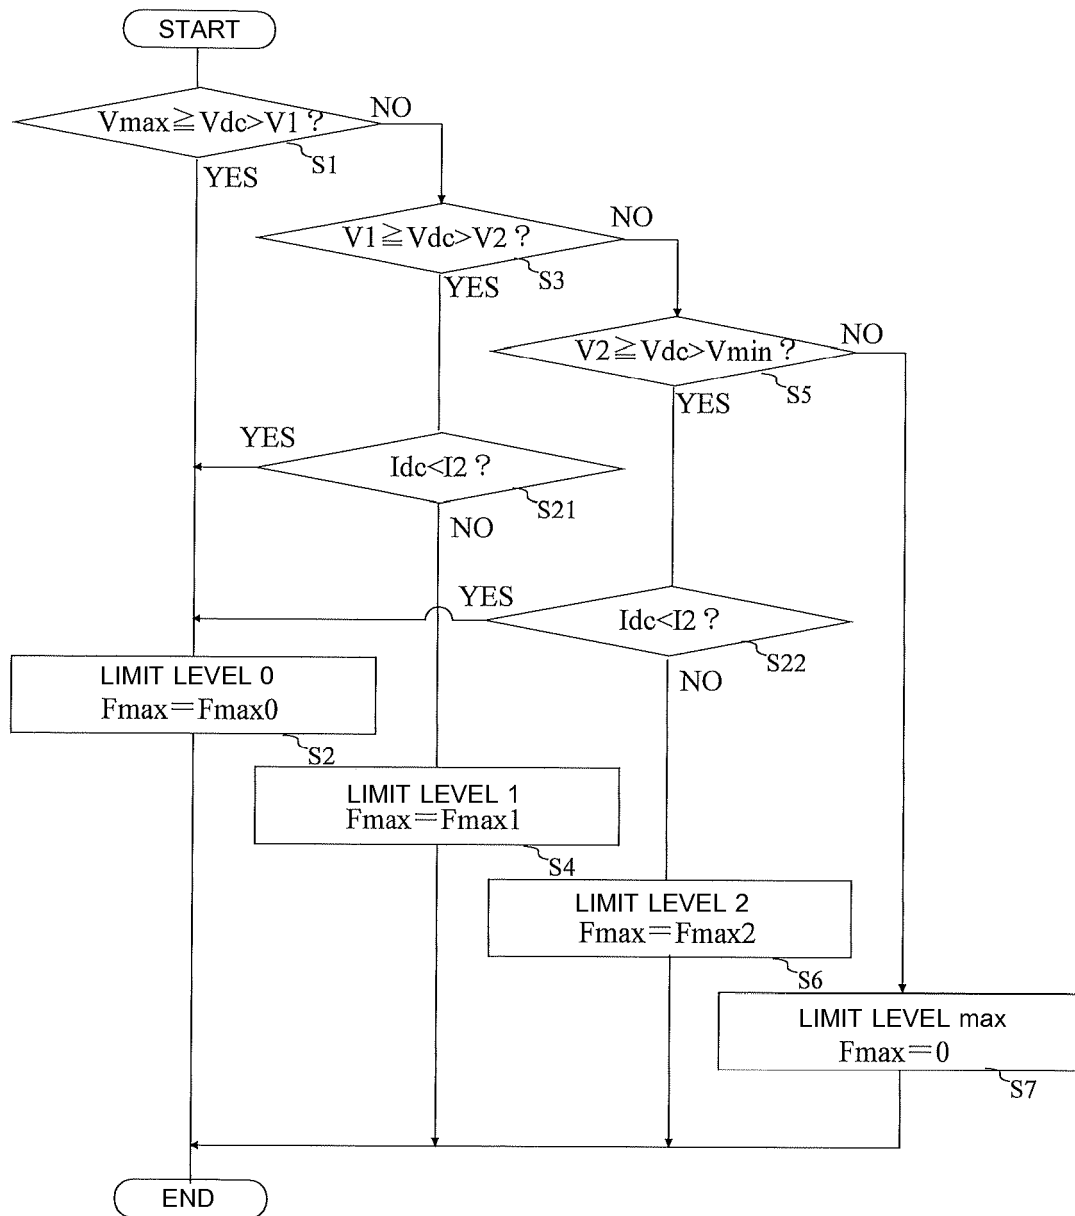 START
Vmax≧Vdc>V1?
NO
S1
YES
V1≧Vdc>V2?
NO
S3
YES
V2≧Vdc>Vmin?
NO
S5
YES
YES
Idc<I2?
S21
NO
YES
Idc<I2?
S22
NO
LIMIT LEVEL 0
Fmax=Fmax0
S2
LIMIT LEVEL 1
Fmax=Fmax1
S4
LIMIT LEVEL 2
Fmax=Fmax2
S6
LIMIT LEVEL max
Fmax=0
S7
END